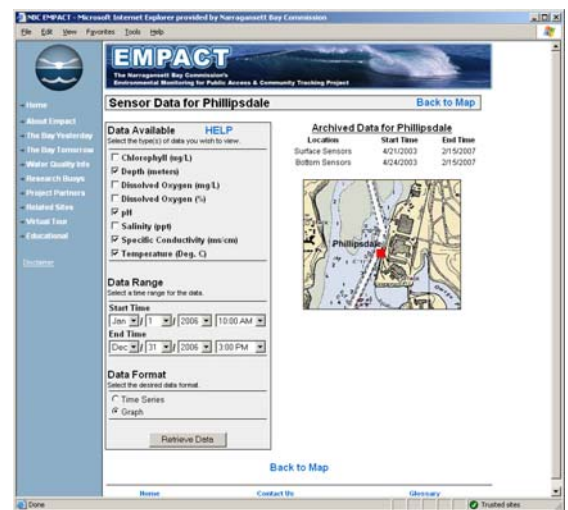 NBC EMPACT - Microsoft Internet Explorer provided by Narragansett Bay Commission
File Edit View Favorites Tools Help
EMPACT
The Narragansett Bay Commission's
Environmental Monitoring for Public Access & Community Tracking Project
Home
About Empact
The Bay Yesterday
The Bay Tomorrow
Water Quality Info
Research Buoys
Project Partners
Related Sites
Virtual Tour
Educational
Disclaimer
Sensor Data for Phillipsdale Back to Map
Data Available HELP
Select the type(s) of data you wish to view.
Chlorophyll (mg/L)
Depth (meters)
Dissolved Oxygen (mg/L)
Dissolved Oxygen (%)
pH
Salinity (ppt)
Specific Conductivity (ms/cm)
Temperature (Deg. C)
Data Range
Select a time range for the data.
Start Time
Jan / 1 / 2006 10:00 AM
End Time
Dec / 31 / 2006 3:00 PM
Data Format
Select the desired data format.
Time Series
Graph
Retrieve Data
Archived Data for Phillipsdale
Location Start Time End Time
Surface Sensors 4/21/2003 2/15/2007
Bottom Sensors 4/24/2003 2/15/2007
Phillipsdale
Back to Map
Home Contact Us Glossary
Done Trusted sites